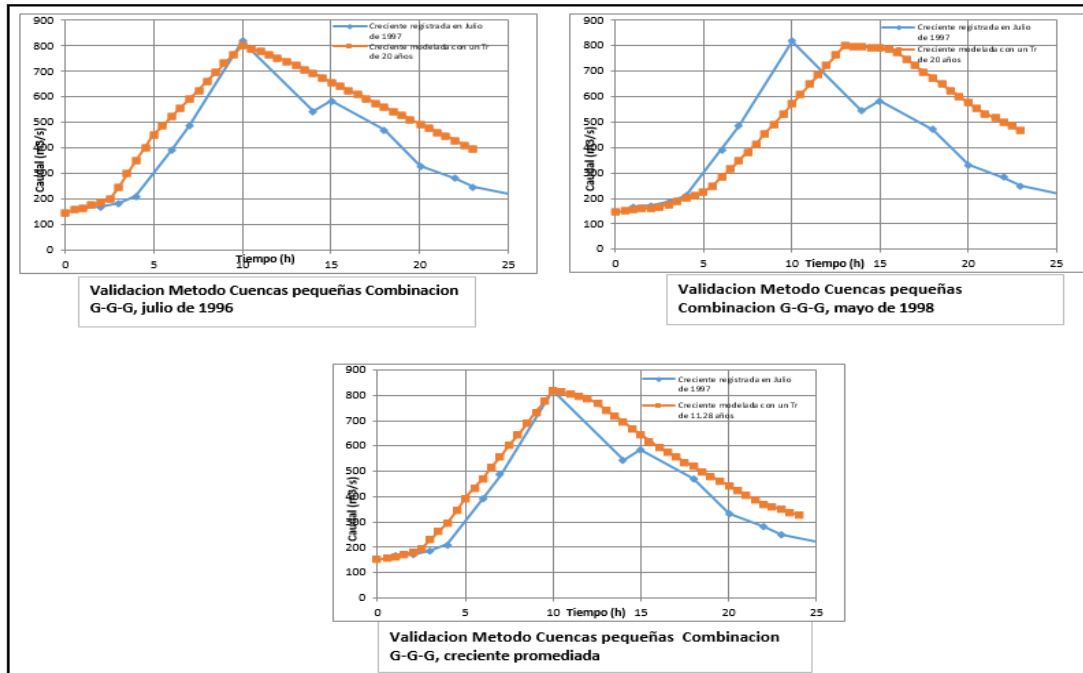 900
800
700
600
500
400
300
200
100
0
Caudal (m3/s)
0 5 10 15 20 25
Tiempo (h)
Creciente registrada en Julio
de 1997
Creciente modelada con un Tr
de 20 años
Validacion Metodo Cuencas pequeñas Combinacion
G-G-G, julio de 1996
900
800
700
600
500
400
300
200
100
0
Caudal (m3/s)
0 5 10 15 20 25
Tiempo (h)
Creciente registrada en Julio
de 1997
Creciente modelada con un Tr
de 20 años
Validacion Metodo Cuencas pequeñas
Combinacion G-G-G, mayo de 1998
900
800
700
600
500
400
300
200
100
0
Caudal (m3/s)
0 5 10 15 20 25
Tiempo (h)
Creciente registrada en Julio
de 1997
Creciente modelada con un Tr
de 11.28 años
Validacion Metodo Cuencas pequeñas Combinacion
G-G-G, creciente promediada